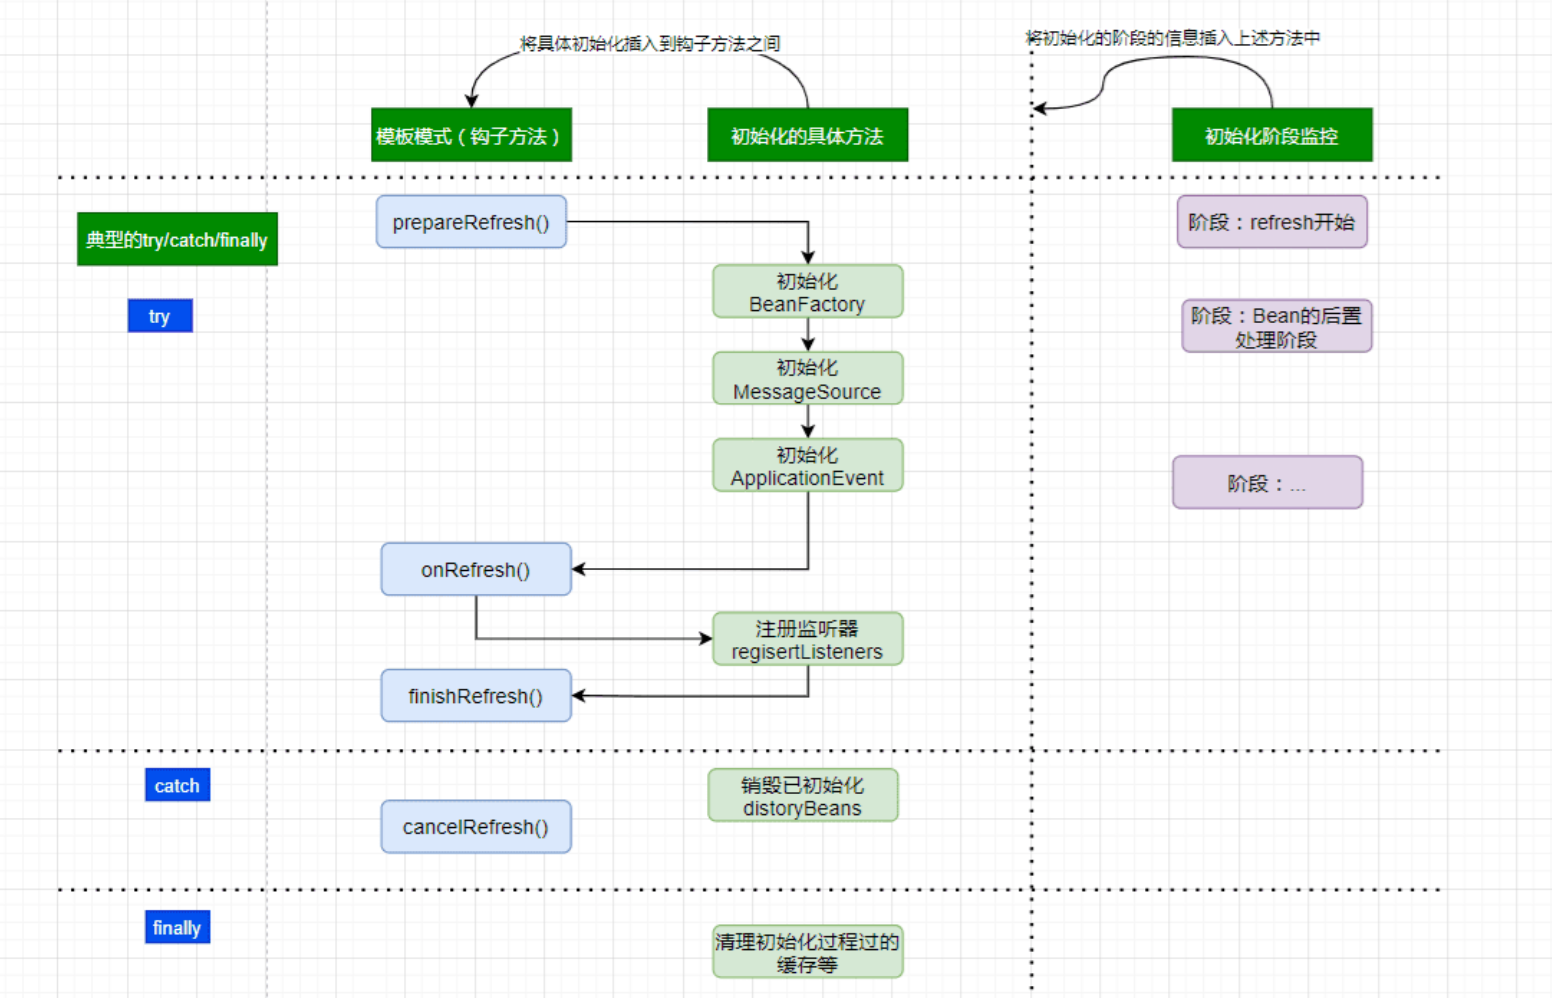 将具体初始化插入到钩子方法之间
将初始化的阶段的信息插入上述方法中
模板模式（钩子方法）
初始化的具体方法
初始化阶段监控
典型的try/catch/finally
prepareRefresh()
阶段：refresh开始
try
初始化
BeanFactory
阶段：Bean的后置
处理阶段
初始化
MessageSource
初始化
ApplicationEvent
阶段：...
onRefresh()
注册监听器
regisertListeners
finishRefresh()
catch
销毁已初始化
distoryBeans
cancelRefresh()
finally
清理初始化过程过的
缓存等